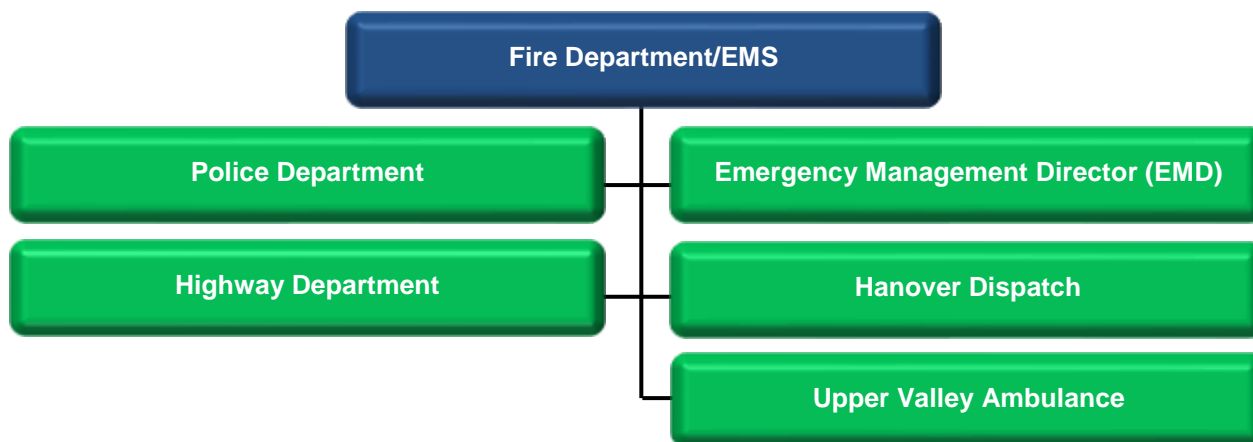 Fire Department/EMS
Police Department
Emergency Management Director (EMD)
Highway Department
Hanover Dispatch
Upper Valley Ambulance